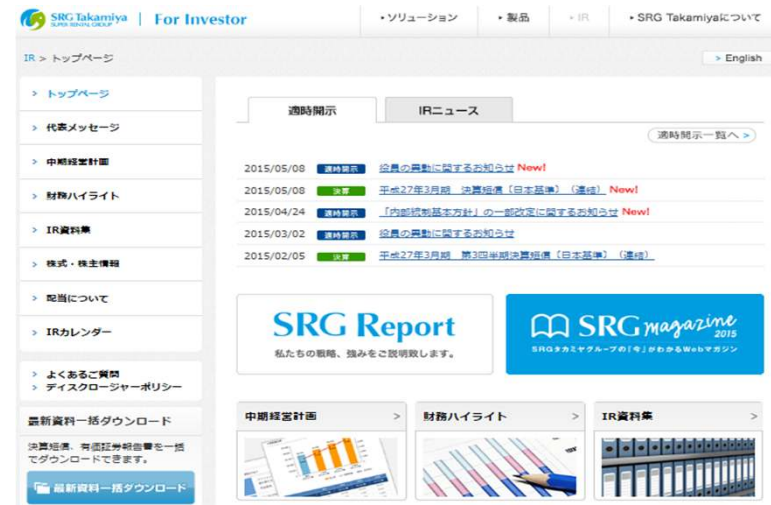 SRG Takamiya
SUPER RENTAL GROUP
For Investor
ソリューション
製品
IR
SRG Takamiyaについて
IR > トップページ
> English
> トップページ
> 代表メッセージ
> 中期経営計画
> 財務ハイライト
> IR資料集
> 株式・株主情報
> 配当について
> IRカレンダー
> よくあるご質問
> ディスクロージャーポリシー
最新資料一括ダウンロード
決算短信、有価証券報告書を一括
でダウンロードできます。
最新資料一括ダウンロード
適時開示
IRニュース
適時開示一覧へ >
2015/05/08 適時開示 役員の異動に関するお知らせ New!
2015/05/08 決算 平成27年3月期 決算短信〔日本基準〕（連結） New!
2015/04/24 適時開示 「内部統制基本方針」の一部改定に関するお知らせ New!
2015/03/02 適時開示 役員の異動に関するお知らせ
2015/02/05 決算 平成27年3月期 第3四半期決算短信〔日本基準〕（連結）
SRG Report
私たちの戦略、強みをご説明致します。
SRG magazine
2015
SRGタカミヤグループの「今」がわかるWebマガジン
中期経営計画 >
財務ハイライト >
IR資料集 >